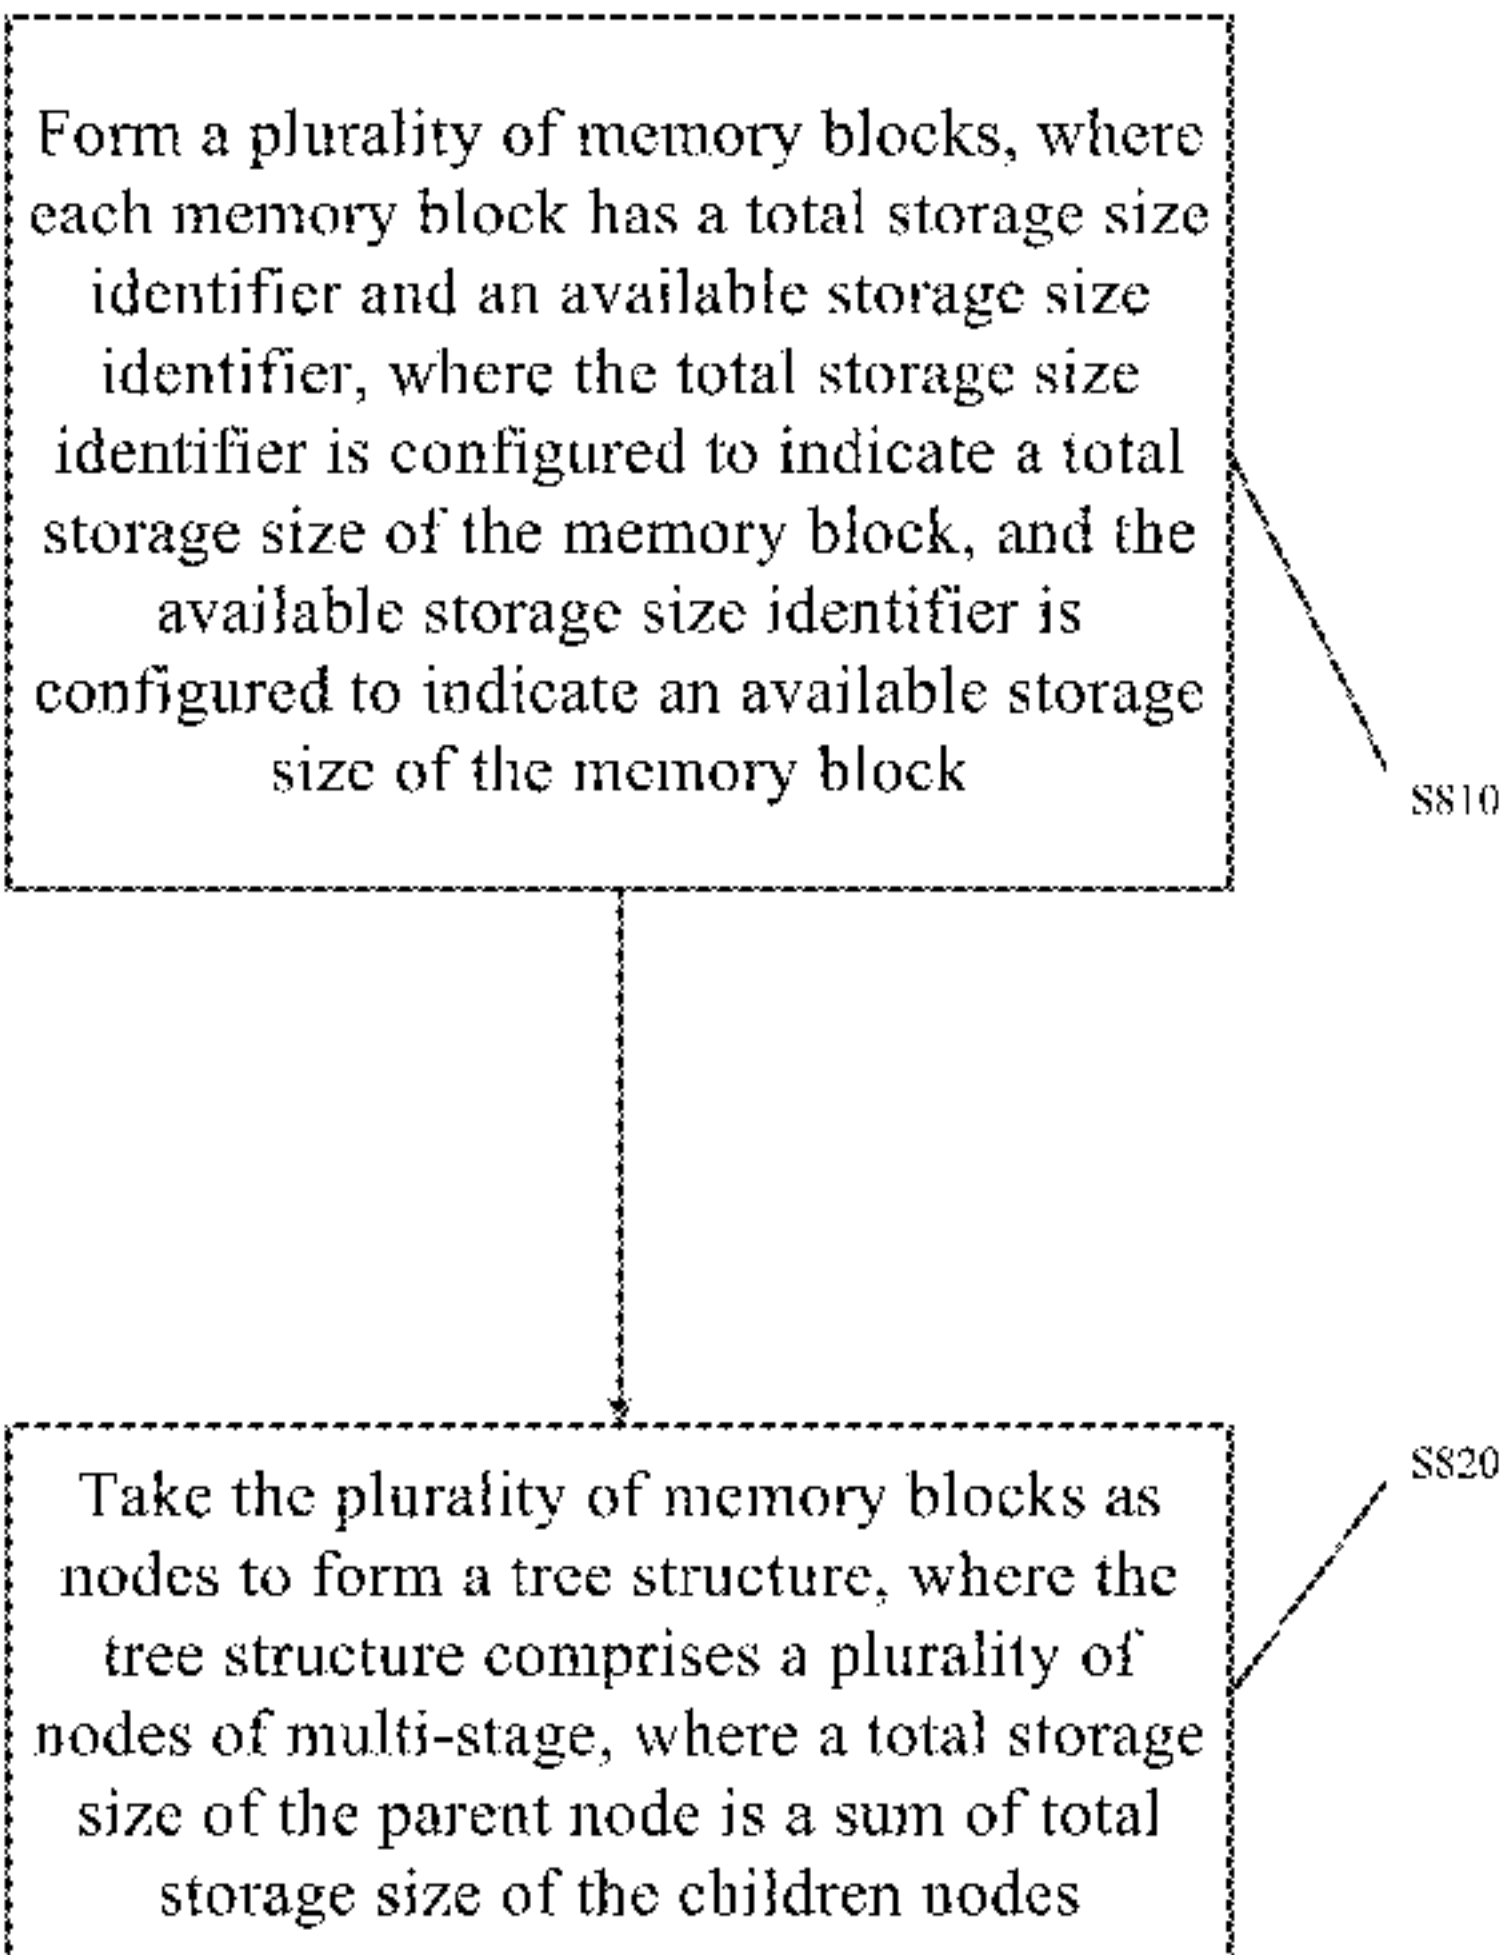 Form a plurality of memory blocks, where
each memory block has a total storage size
identifier and an available storage size
identifier, where the total storage size
identifier is configured to indicate a total
storage size of the memory block, and the
available storage size identifier is
configured to indicate an available storage
size of the memory block
S810
S820
Take the plurality of memory blocks as
nodes to form a tree structure, where the
tree structure comprises a plurality of
nodes of multi-stage, where a total storage
size of the parent node is a sum of total
storage size of the children nodes